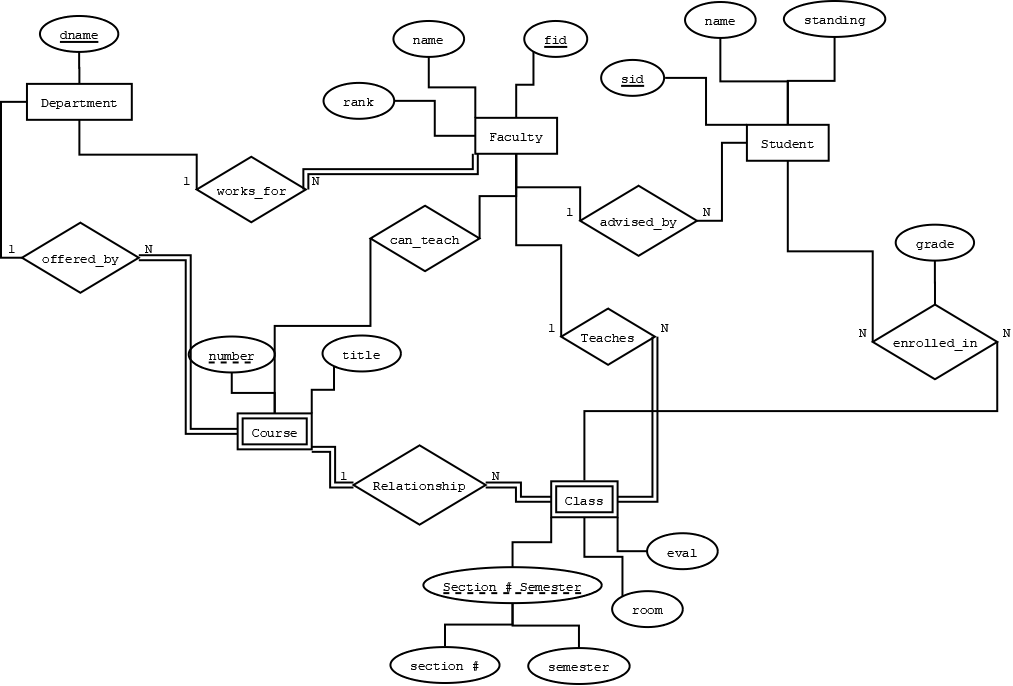 name
standing
dname
name
fid
sid
rank
Department
Faculty
Student
1
works_for
N
1
advised_by
N
can_teach
grade
1
offered_by
N
1
Teaches
N
N
enrolled_in
N
number
title
Course
1
Relationship
N
Class
eval
Section # Semester
room
section #
semester